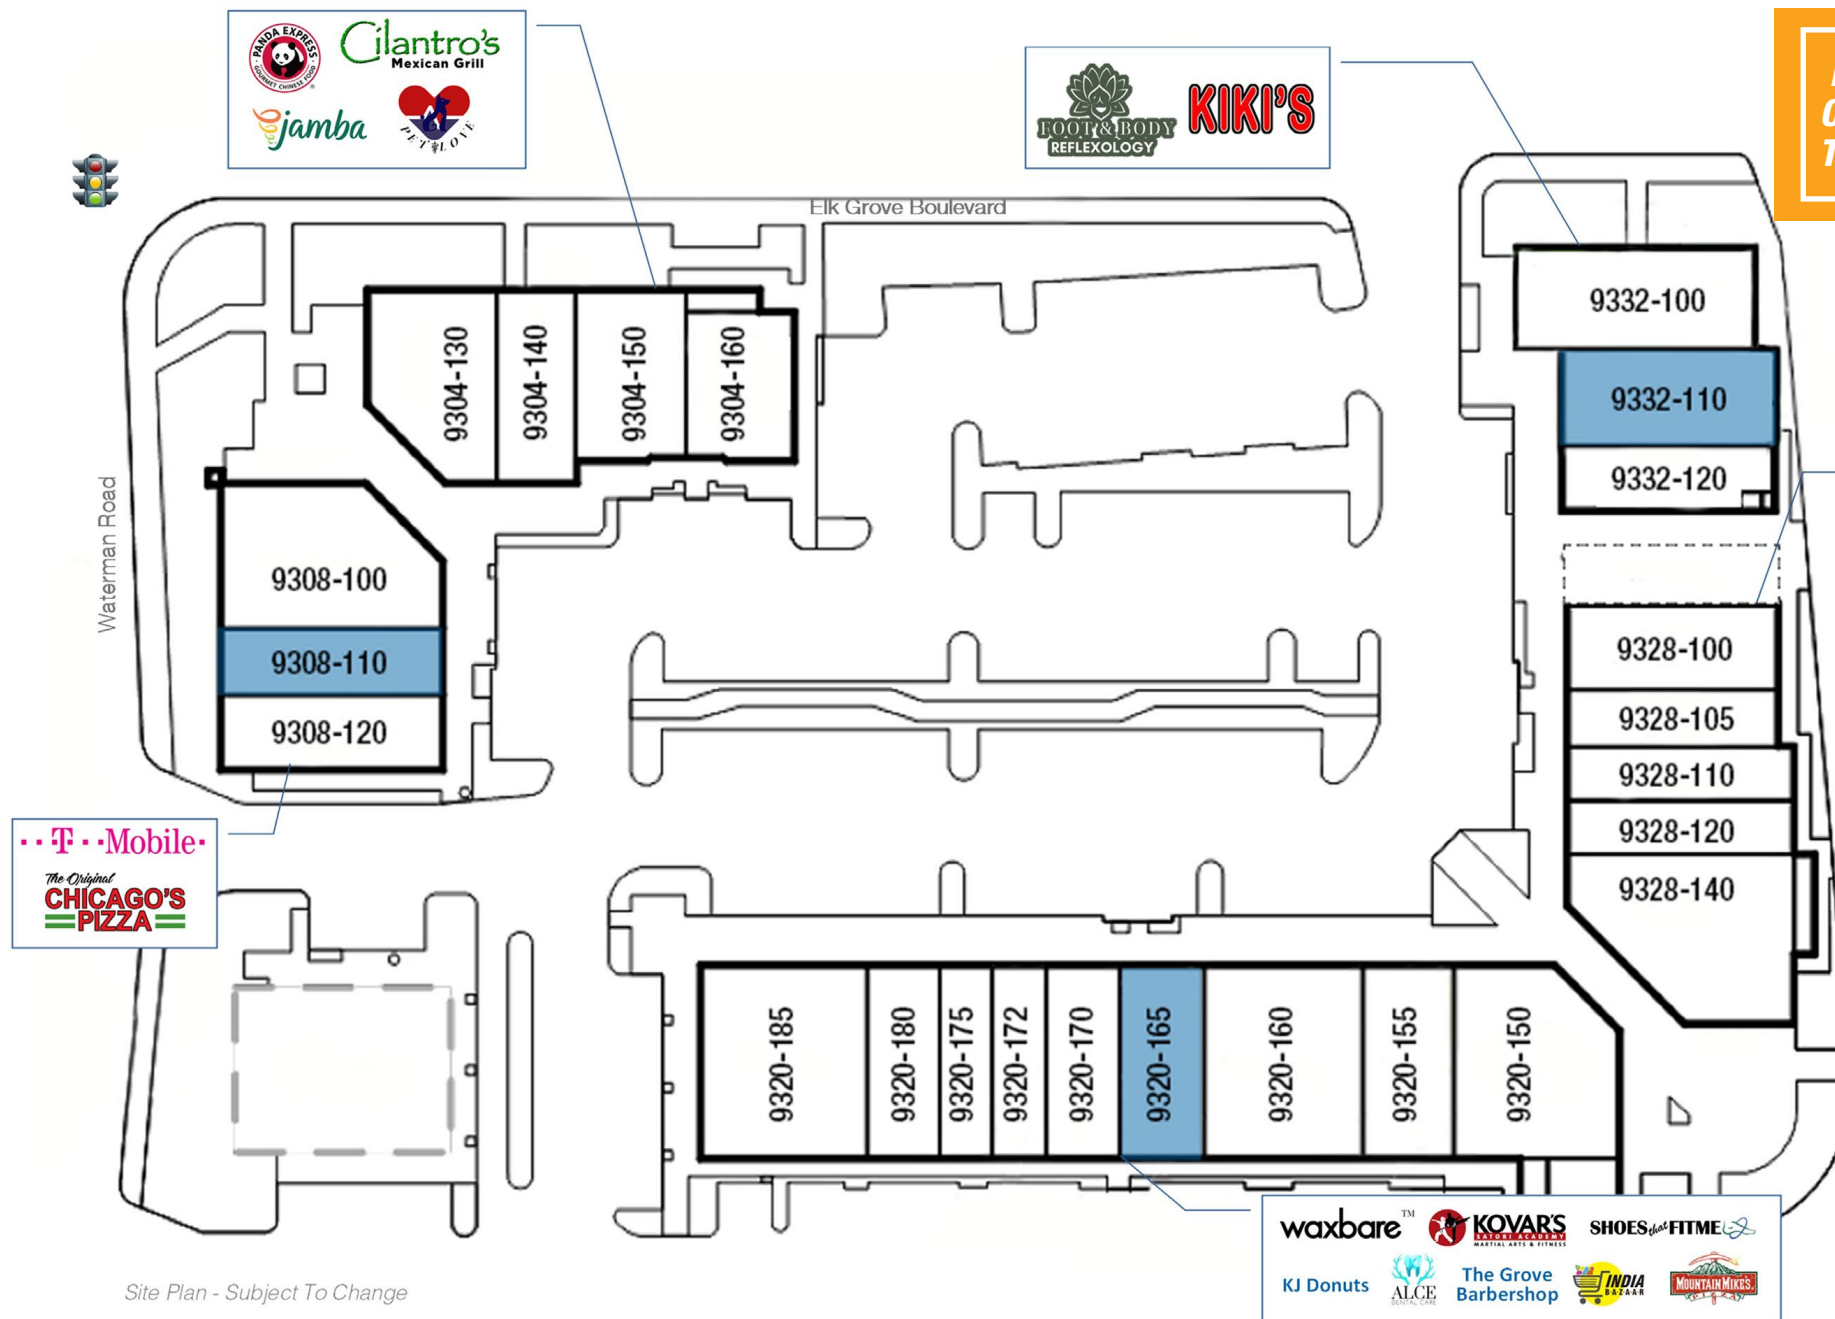 PANDA EXPRESS
GOURMET CHINESE FOOD
Cilantro's
Mexican Grill
jamba
PET LOVE
FOOT & BODY
REFLEXOLOGY
KIKI'S
Elk Grove Boulevard
9332-100
9332-110
9332-120
9304-130
9304-140
9304-150
9304-160
Waterman Road
9308-100
9308-110
9308-120
9328-100
9328-105
9328-110
9328-120
9328-140
T Mobile
The Original
CHICAGO'S
PIZZA
9320-185
9320-180
9320-175
9320-172
9320-170
9320-165
9320-160
9320-155
9320-150
waxbare™
KOVAR'S
SATORI ACADEMY
MARTIAL ARTS & FITNESS
SHOES that FITME
KJ Donuts
ALCE
DENTAL CARE
The Grove
Barbershop
INDIA
BAZAAR
MOUNTAIN MIKE'S
PIZZA
Site Plan - Subject To Change